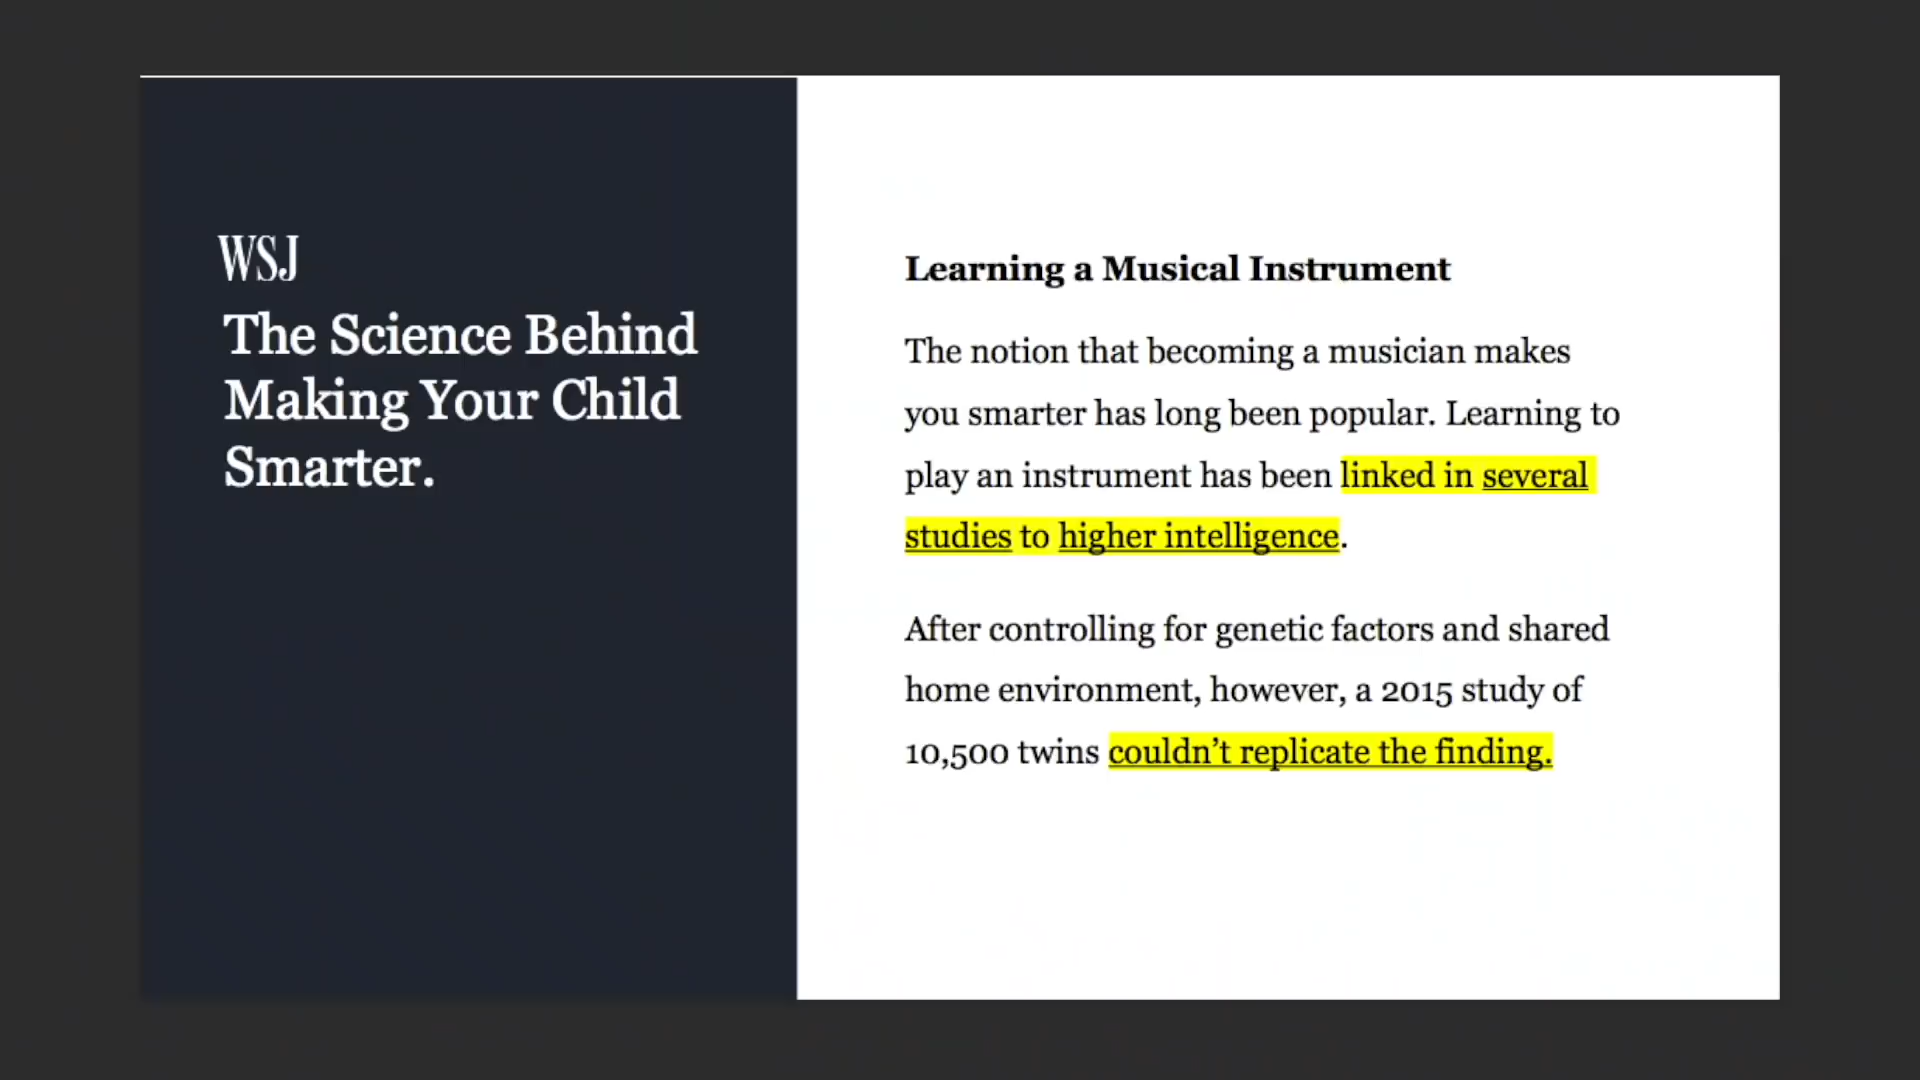 WSJ
The Science Behind
Making Your Child
Smarter.
Learning a Musical Instrument
The notion that becoming a musician makes
you smarter has long been popular. Learning to
play an instrument has been linked in several
studies to higher intelligence.
After controlling for genetic factors and shared
home environment, however, a 2015 study of
10,500 twins couldn’t replicate the finding.